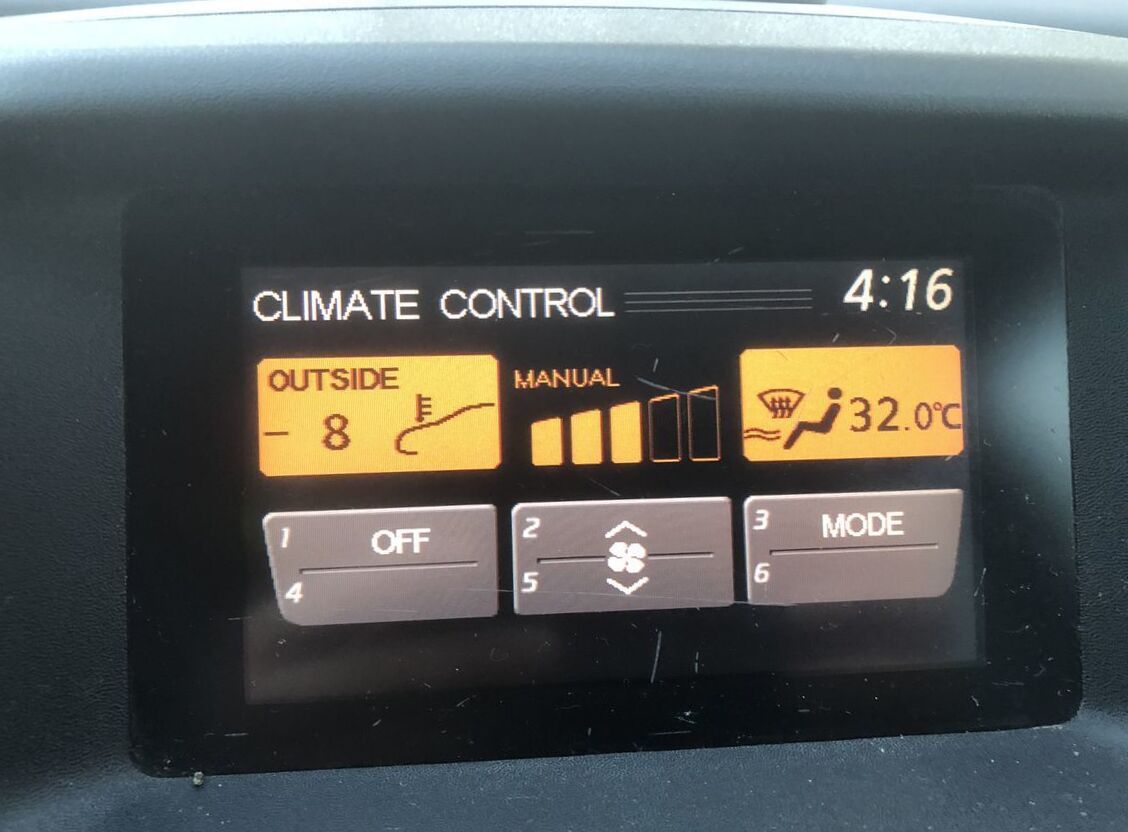 CLIMATE CONTROL 4:16
OUTSIDE
- 8
MANUAL
32.0°C
1 OFF
4
2
5
3 MODE
6